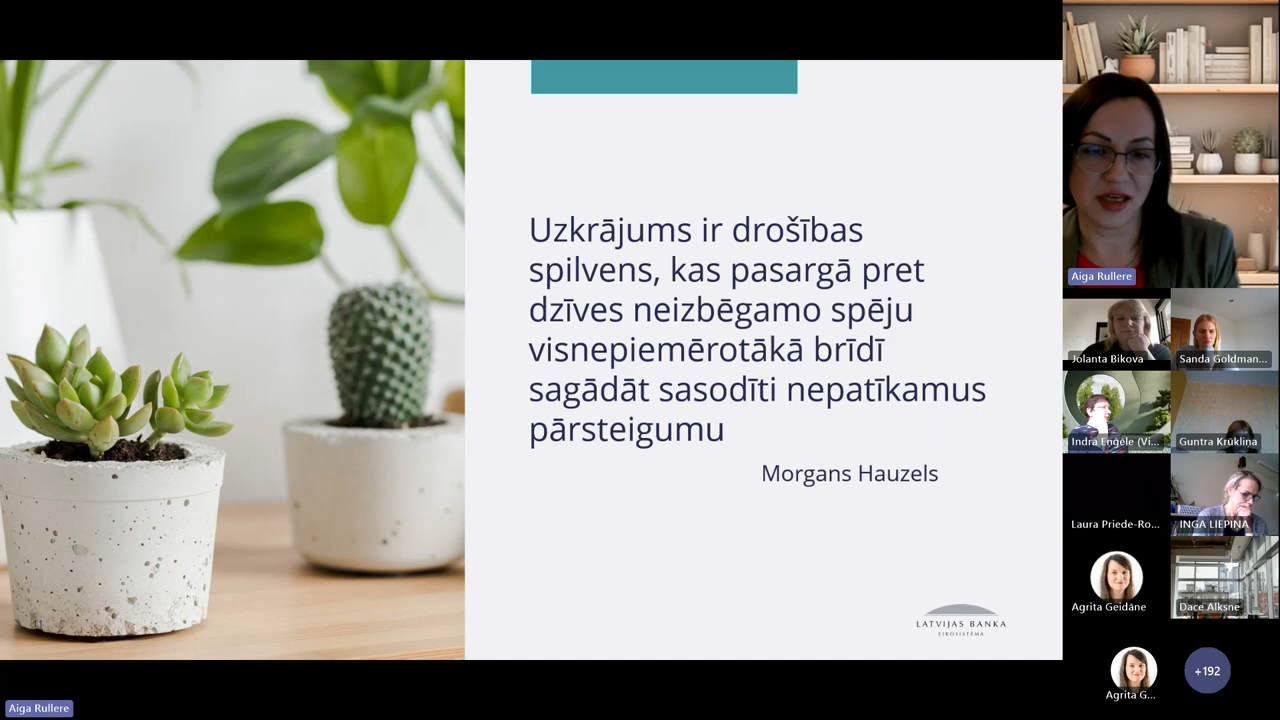 Uzkrājums ir drošības
spilvens, kas pasargā pret
dzīves neizbēgamo spēju
visnepiemērotākā brīdī
sagādāt sasodīti nepatīkamus
pārsteigumu
Morgans Hauzels
LATVIJAS BANKA
EIROSISTĒMA
Aiga Rullere
Jolanta Bikova
Sanda Goldman...
Indra Engele (Vi...
Guntra Krūkliņa
Laura Priede-Ro...
INGA LIEPIŅA
Agrita Geidāne
Dace Alksne
Agrita G...
+192
Aiga Rullere